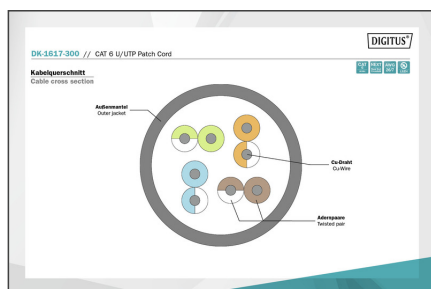 DIGITUS®
DK-1617-300 // CAT 6 U/UTP Patch Cord
Kabelquerschnitt
Cable cross section
Außenmantel
Outer jacket
Cu-Draht
Cu-Wire
Aderspaare
Twisted pair